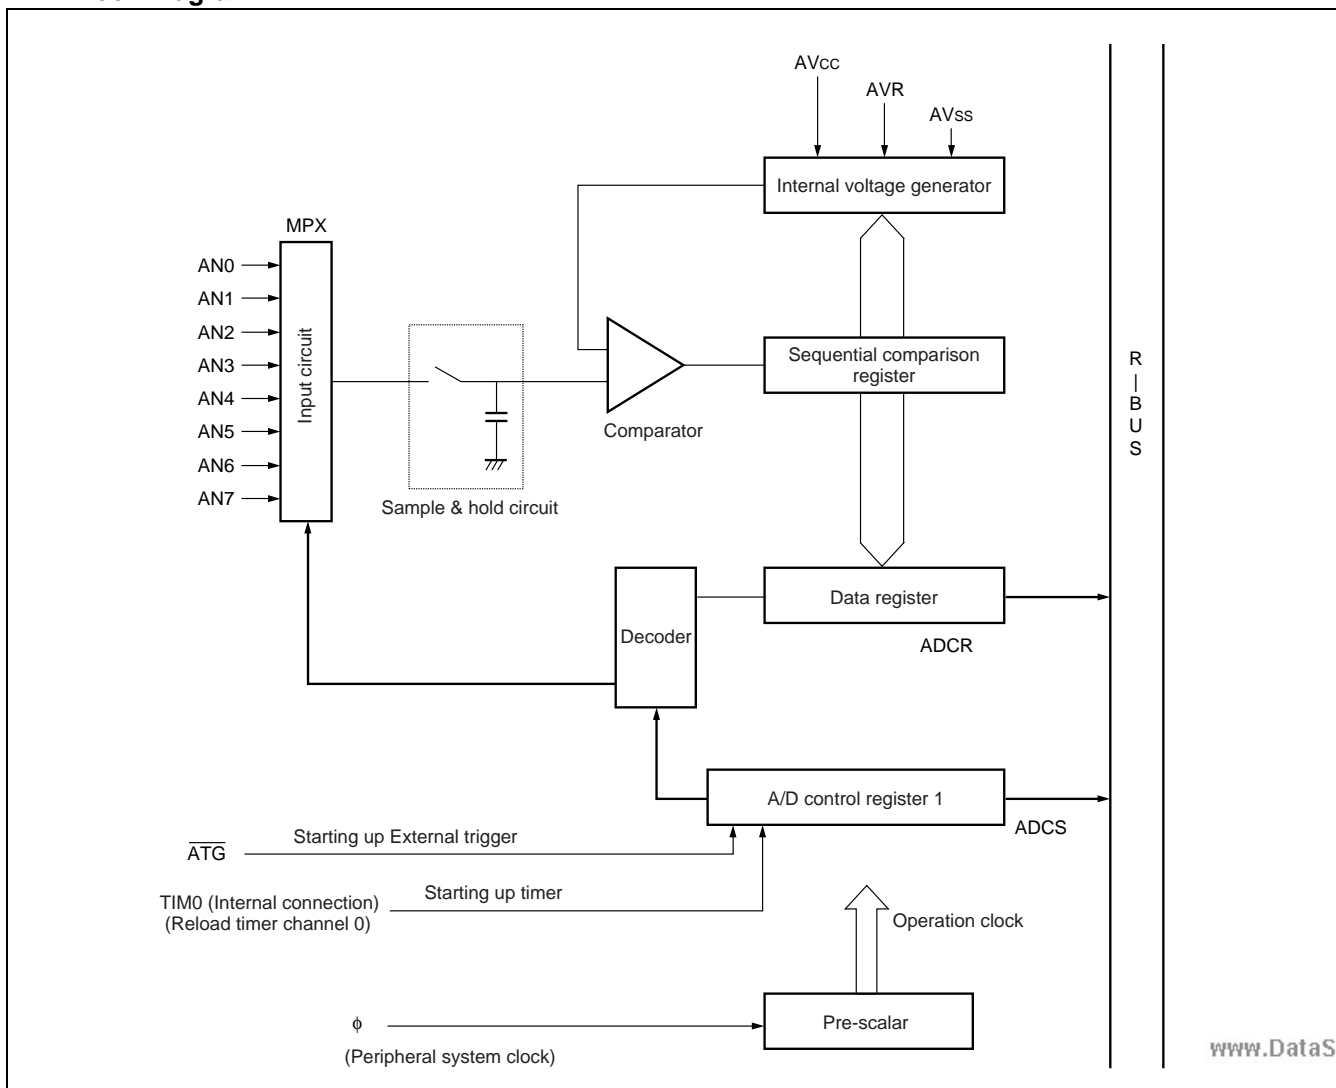 AVCC
AVR
AVSS
Internal voltage generator
MPX
AN0
AN1
AN2
AN3
AN4
AN5
AN6
AN7
Input circuit
Sample & hold circuit
Comparator
Sequential comparison
register
R
|
B
U
S
Decoder
Data register
ADCR
A/D control register 1
ADCS
ATG
Starting up External trigger
TIM0 (Internal connection)
(Reload timer channel 0)
Starting up timer
Operation clock
Pre-scalar
ϕ
(Peripheral system clock)
www.DataS